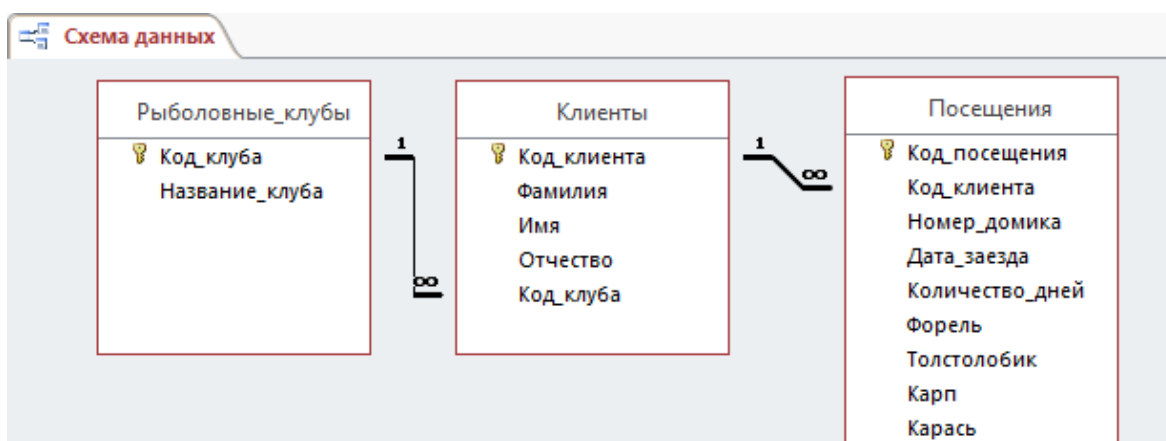 Схема данных
Рыболовные_клубы
Код_клуба
Название_клуба
1
∞
Клиенты
Код_клиента
Фамилия
Имя
Отчество
Код_клуба
1
∞
Посещения
Код_посещения
Код_клиента
Номер_домика
Дата_заезда
Количество_дней
Форель
Толстолобик
Карп
Карась